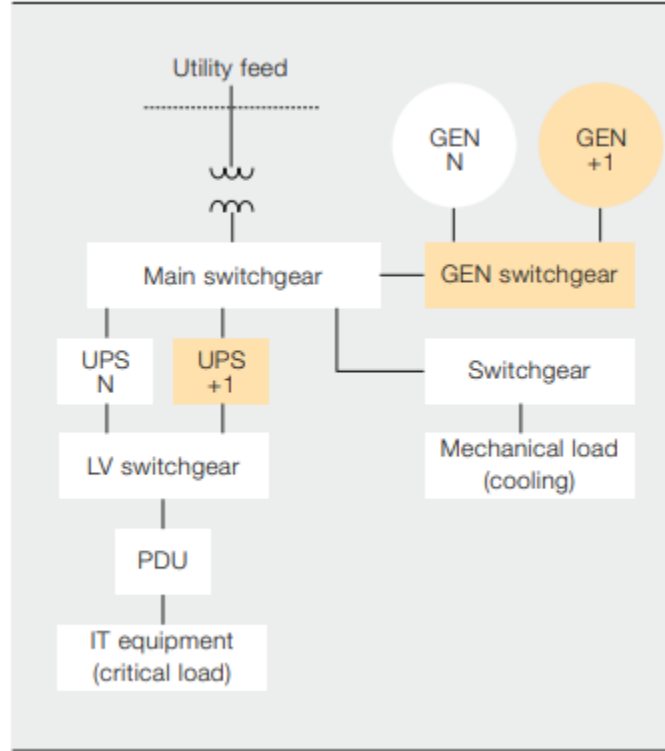 Utility feed
GEN
N
GEN
+1
Main switchgear
GEN switchgear
UPS
N
UPS
+1
Switchgear
LV switchgear
Mechanical load
(cooling)
PDU
IT equipment
(critical load)